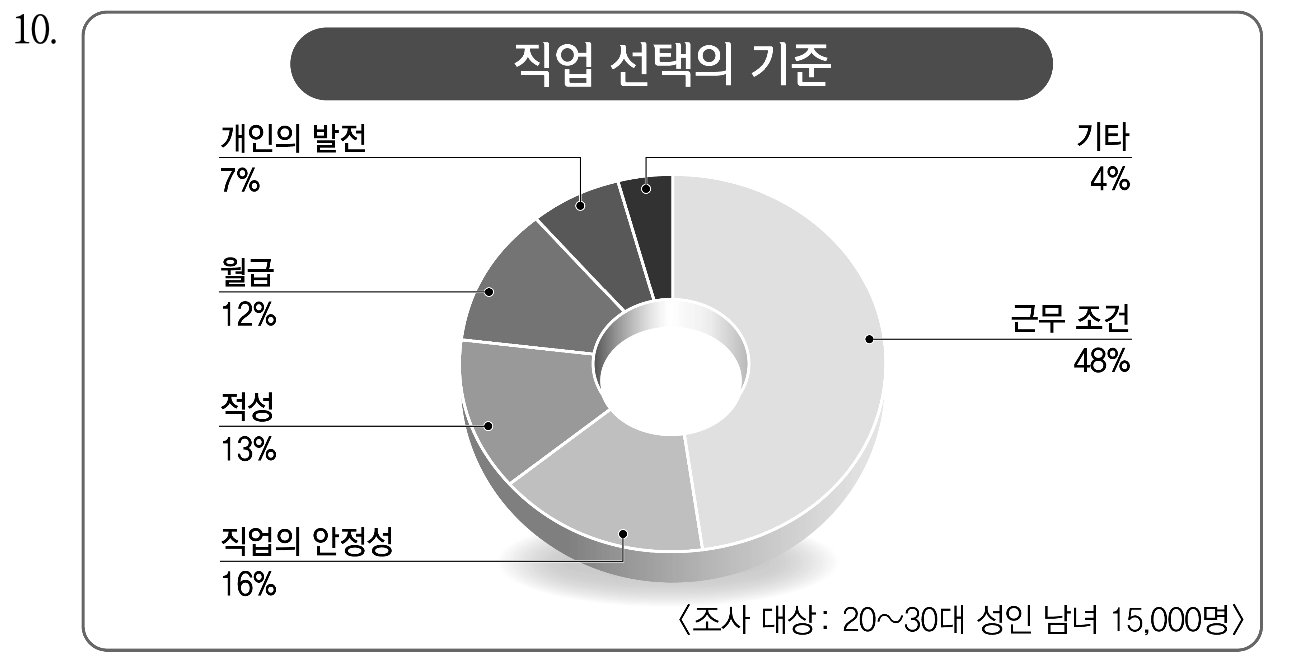 10.
직업 선택의 기준
개인의 발전
7%
기타
4%
월급
12%
근무 조건
48%
적성
13%
직업의 안정성
16%
〈조사 대상: 20～30대 성인 남녀 15,000명〉